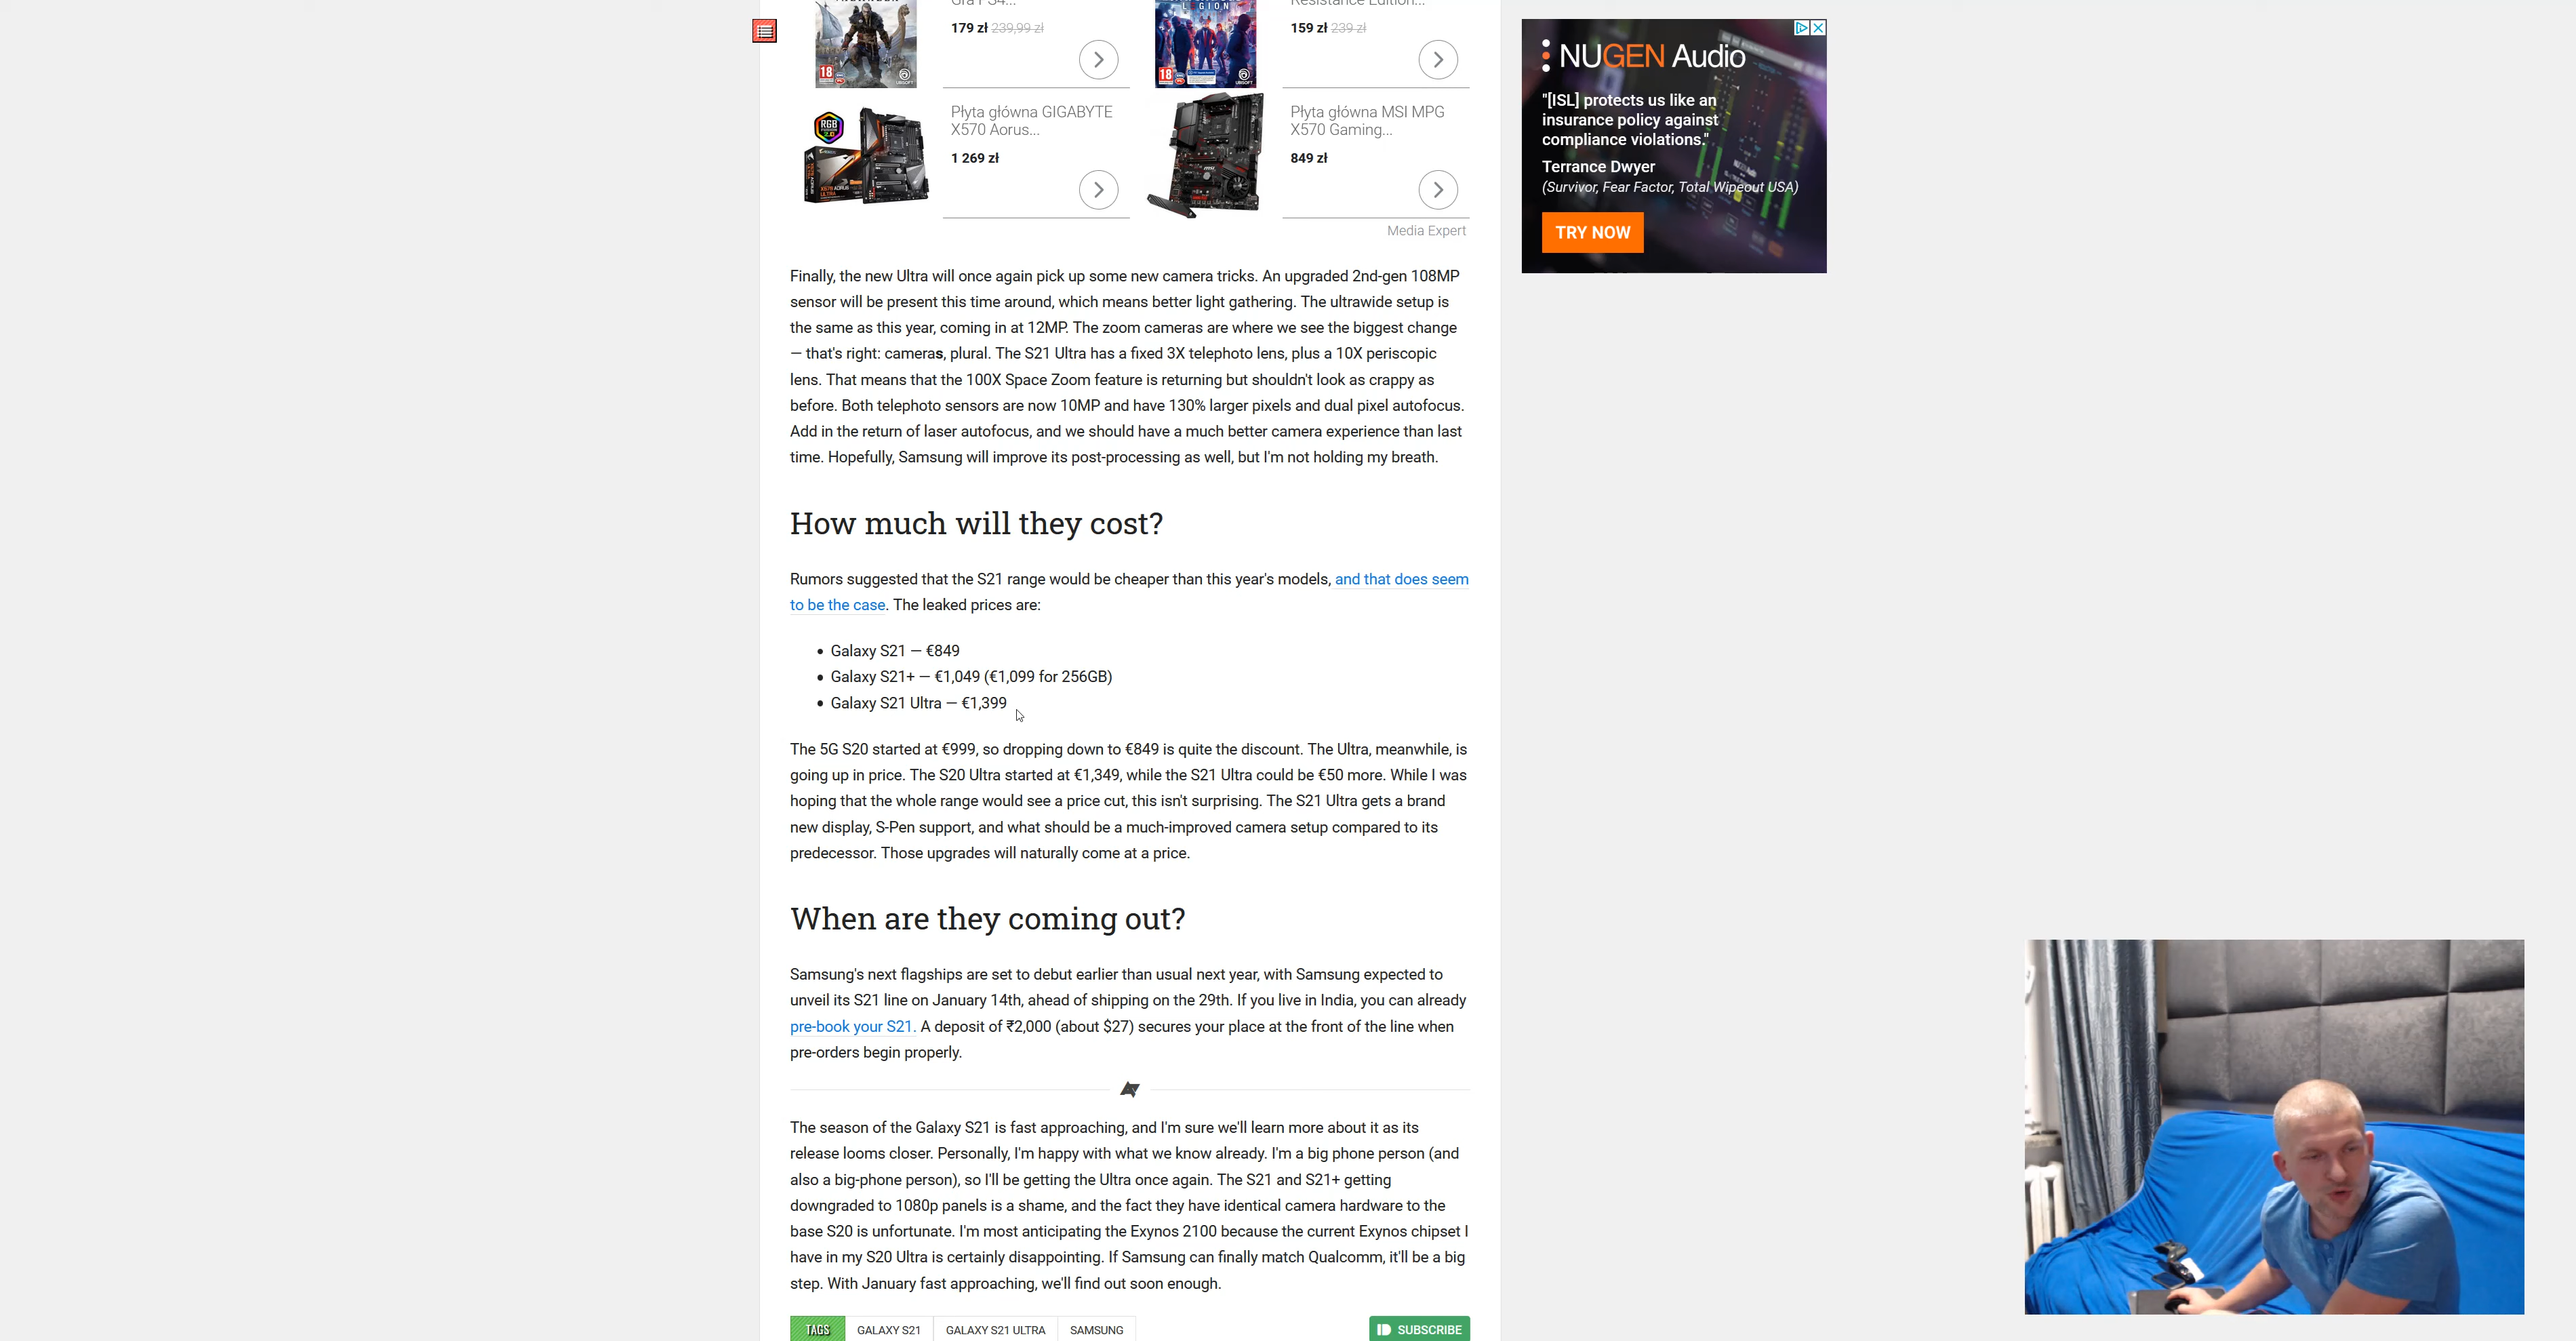 179 zł 239,99 zł
159 zł 239 zł
Płyta główna GIGABYTE
X570 Aorus...
1 269 zł
Płyta główna MSI MPG
X570 Gaming...
849 zł
Media Expert
NUGEN Audio
"[ISL] protects us like an
insurance policy against
compliance violations."
Terrance Dwyer
(Survivor, Fear Factor, Total Wipeout USA)
TRY NOW
Finally, the new Ultra will once again pick up some new camera tricks. An upgraded 2nd-gen 108MP
sensor will be present this time around, which means better light gathering. The ultrawide setup is
the same as this year, coming in at 12MP. The zoom cameras are where we see the biggest change
— that's right: cameras, plural. The S21 Ultra has a fixed 3X telephoto lens, plus a 10X periscopic
lens. That means that the 100X Space Zoom feature is returning but shouldn't look as crappy as
before. Both telephoto sensors are now 10MP and have 130% larger pixels and dual pixel autofocus.
Add in the return of laser autofocus, and we should have a much better camera experience than last
time. Hopefully, Samsung will improve its post-processing as well, but I'm not holding my breath.
How much will they cost?
Rumors suggested that the S21 range would be cheaper than this year's models, and that does seem
to be the case. The leaked prices are:
• Galaxy S21 — €849
• Galaxy S21+ — €1,049 (€1,099 for 256GB)
• Galaxy S21 Ultra — €1,399
The 5G S20 started at €999, so dropping down to €849 is quite the discount. The Ultra, meanwhile, is
going up in price. The S20 Ultra started at €1,349, while the S21 Ultra could be €50 more. While I was
hoping that the whole range would see a price cut, this isn't surprising. The S21 Ultra gets a brand
new display, S-Pen support, and what should be a much-improved camera setup compared to its
predecessor. Those upgrades will naturally come at a price.
When are they coming out?
Samsung's next flagships are set to debut earlier than usual next year, with Samsung expected to
unveil its S21 line on January 14th, ahead of shipping on the 29th. If you live in India, you can already
pre-book your S21. A deposit of ₹2,000 (about $27) secures your place at the front of the line when
pre-orders begin properly.
The season of the Galaxy S21 is fast approaching, and I'm sure we'll learn more about it as its
release looms closer. Personally, I'm happy with what we know already. I'm a big phone person (and
also a big-phone person), so I'll be getting the Ultra once again. The S21 and S21+ getting
downgraded to 1080p panels is a shame, and the fact they have identical camera hardware to the
base S20 is unfortunate. I'm most anticipating the Exynos 2100 because the current Exynos chipset I
have in my S20 Ultra is certainly disappointing. If Samsung can finally match Qualcomm, it'll be a big
step. With January fast approaching, we'll find out soon enough.
TAGS GALAXY S21 GALAXY S21 ULTRA SAMSUNG SUBSCRIBE